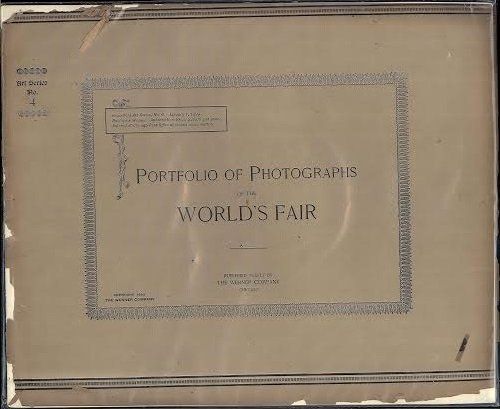 Art Series
No.
4
PORTFOLIO OF PHOTOGRAPHS
OF THE
WORLD'S FAIR
PUBLISHED WEEKLY BY
THE WERNER COMPANY
CHICAGO
COPYRIGHT 1893
THE WERNER COMPANY